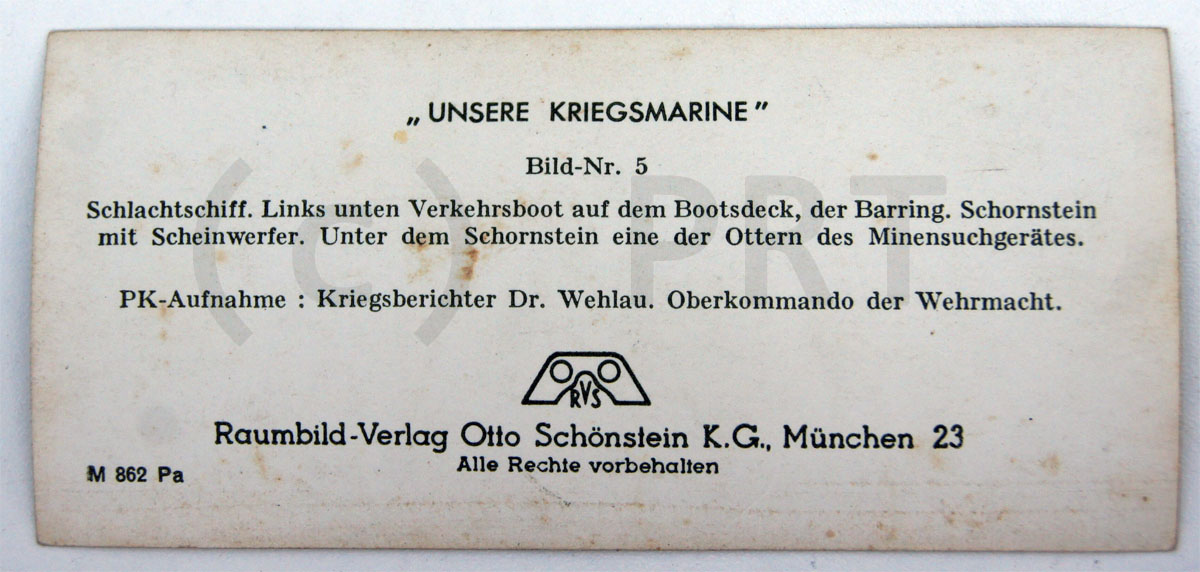 „UNSERE KRIEGSMARINE”
Bild-Nr. 5
Schlachtschiff. Links unten Verkehrsboot auf dem Bootsdeck, der Barring. Schornstein
mit Scheinwerfer. Unter dem Schornstein eine der Ottern des Minensuchgerätes.
(c) PRT
PK-Aufnahme : Kriegsberichter Dr. Wehlau. Oberkommando der Wehrmacht.
RVS
Raumbild-Verlag Otto Schönstein K.G., München 23
Alle Rechte vorbehalten
M 862 Pa